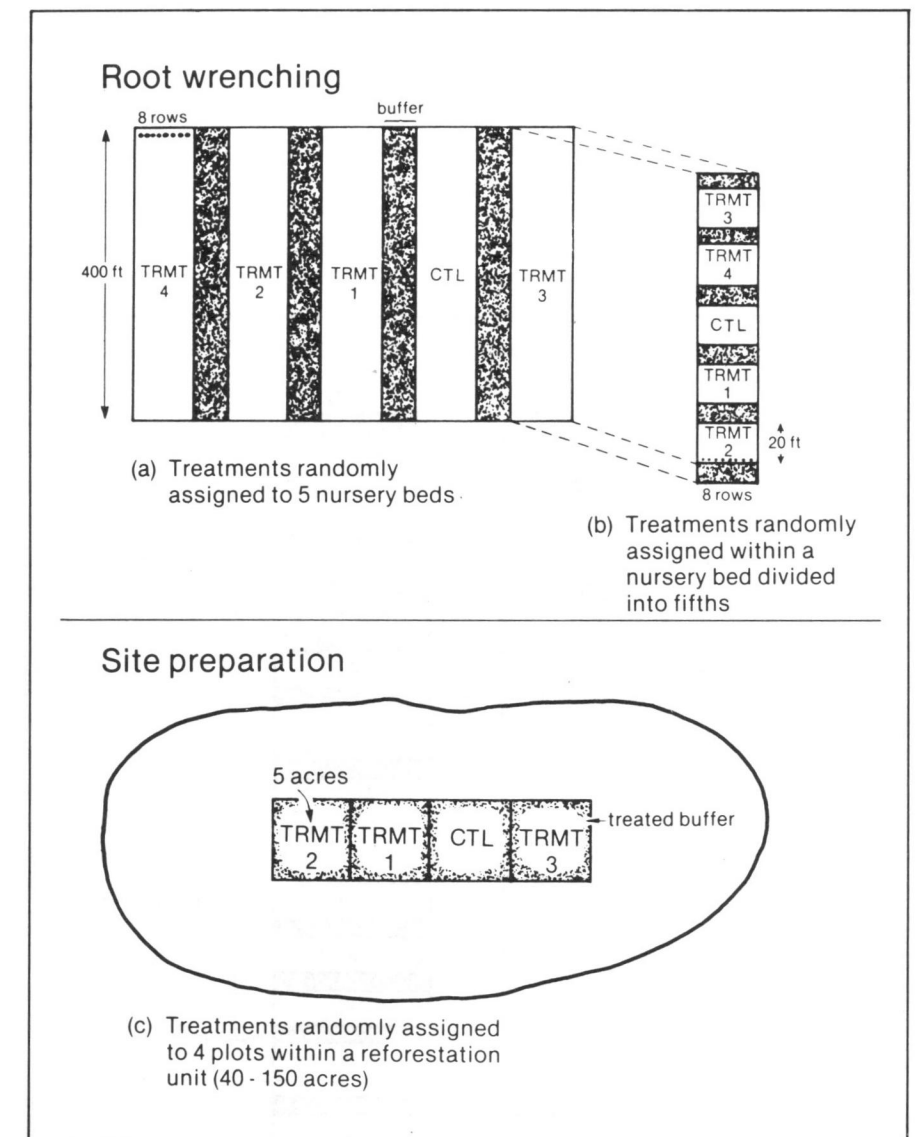 Root wrenching
8 rows
buffer
400 ft
TRMT
4
TRMT
2
TRMT
1
CTL
TRMT
3
TRMT
3
TRMT
4
CTL
TRMT
1
TRMT
2
20 ft
8 rows
(a) Treatments randomly
assigned to 5 nursery beds
(b) Treatments randomly
assigned within a
nursery bed divided
into fifths
Site preparation
5 acres
TRMT
2
TRMT
1
CTL
TRMT
3
treated buffer
(c) Treatments randomly assigned
to 4 plots within a reforestation
unit (40 - 150 acres)